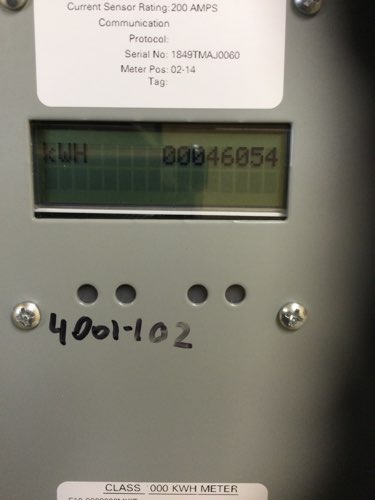 Current Sensor Rating: 200 AMPS
Communication
Protocol:
Serial No: 1849TMAJ0060
Meter Pos: 02-14
Tag:
kWH 00046054
4001-102
CLASS 000 KWH METER